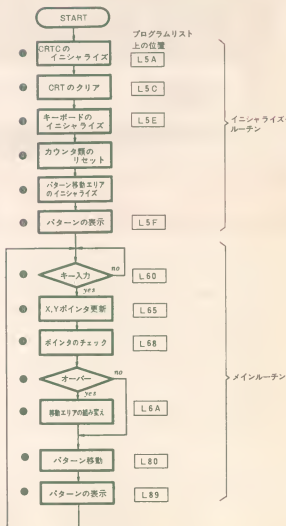 START
プログラムリスト
上の位置
CRTCの
イニシャライズ
L5A
CRTのクリア
L5C
キーボードの
イニシャライズ
L5E
カウンタ類の
リセット
パターン移動エリア
のイニシャライズ
パターンの表示
L5F
イニシャライズ・
ルーチン
キー入力
no
L60
yes
X,Yポインタ更新
L65
ポインタのチェック
L68
オーバー
no
yes
移動エリアの組み変え
L6A
パターン移動
L80
パターンの表示
L89
メインルーチン